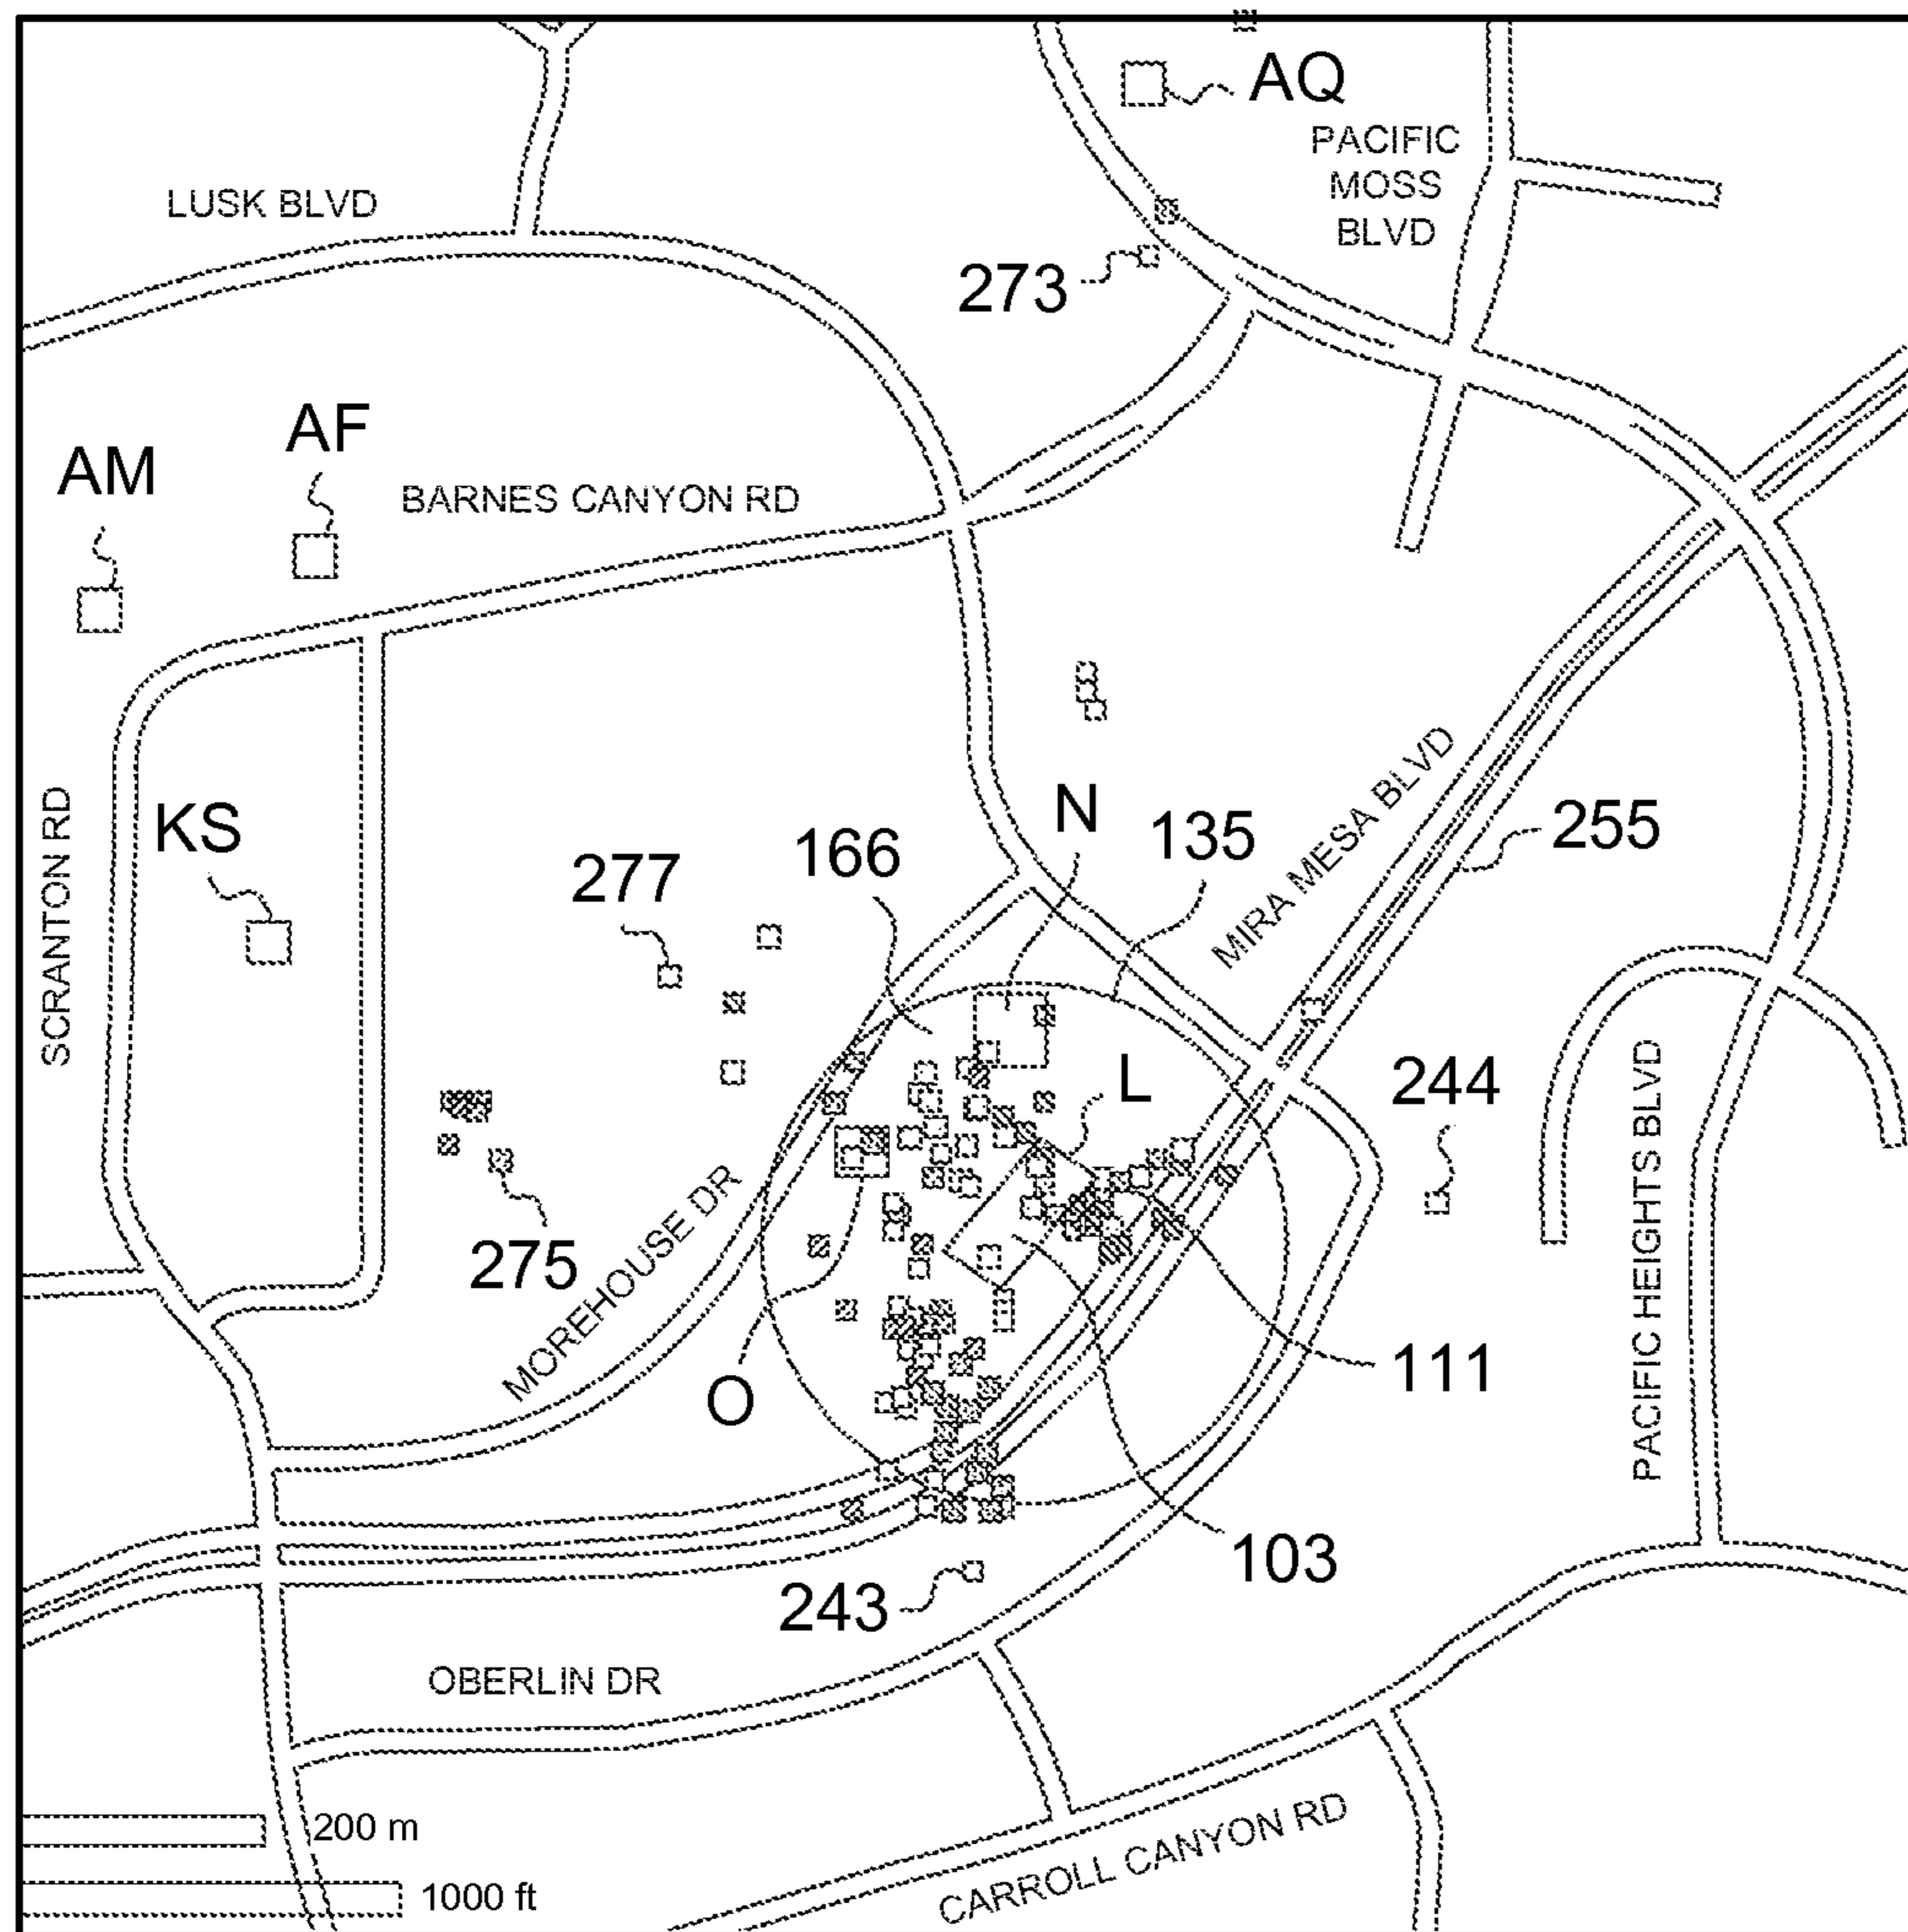 AQ
PACIFIC
MOSS
BLVD
LUSK BLVD
273
AF
AM
BARNES CANYON RD
SCRANTON RD
KS
277
166
N
135
MIRA MESA BLVD
255
L
244
PACIFIC HEIGHTS BLVD
275
MOREHOUSE DR
O
111
103
243
OBERLIN DR
200 m
1000 ft
CARROLL CANYON RD